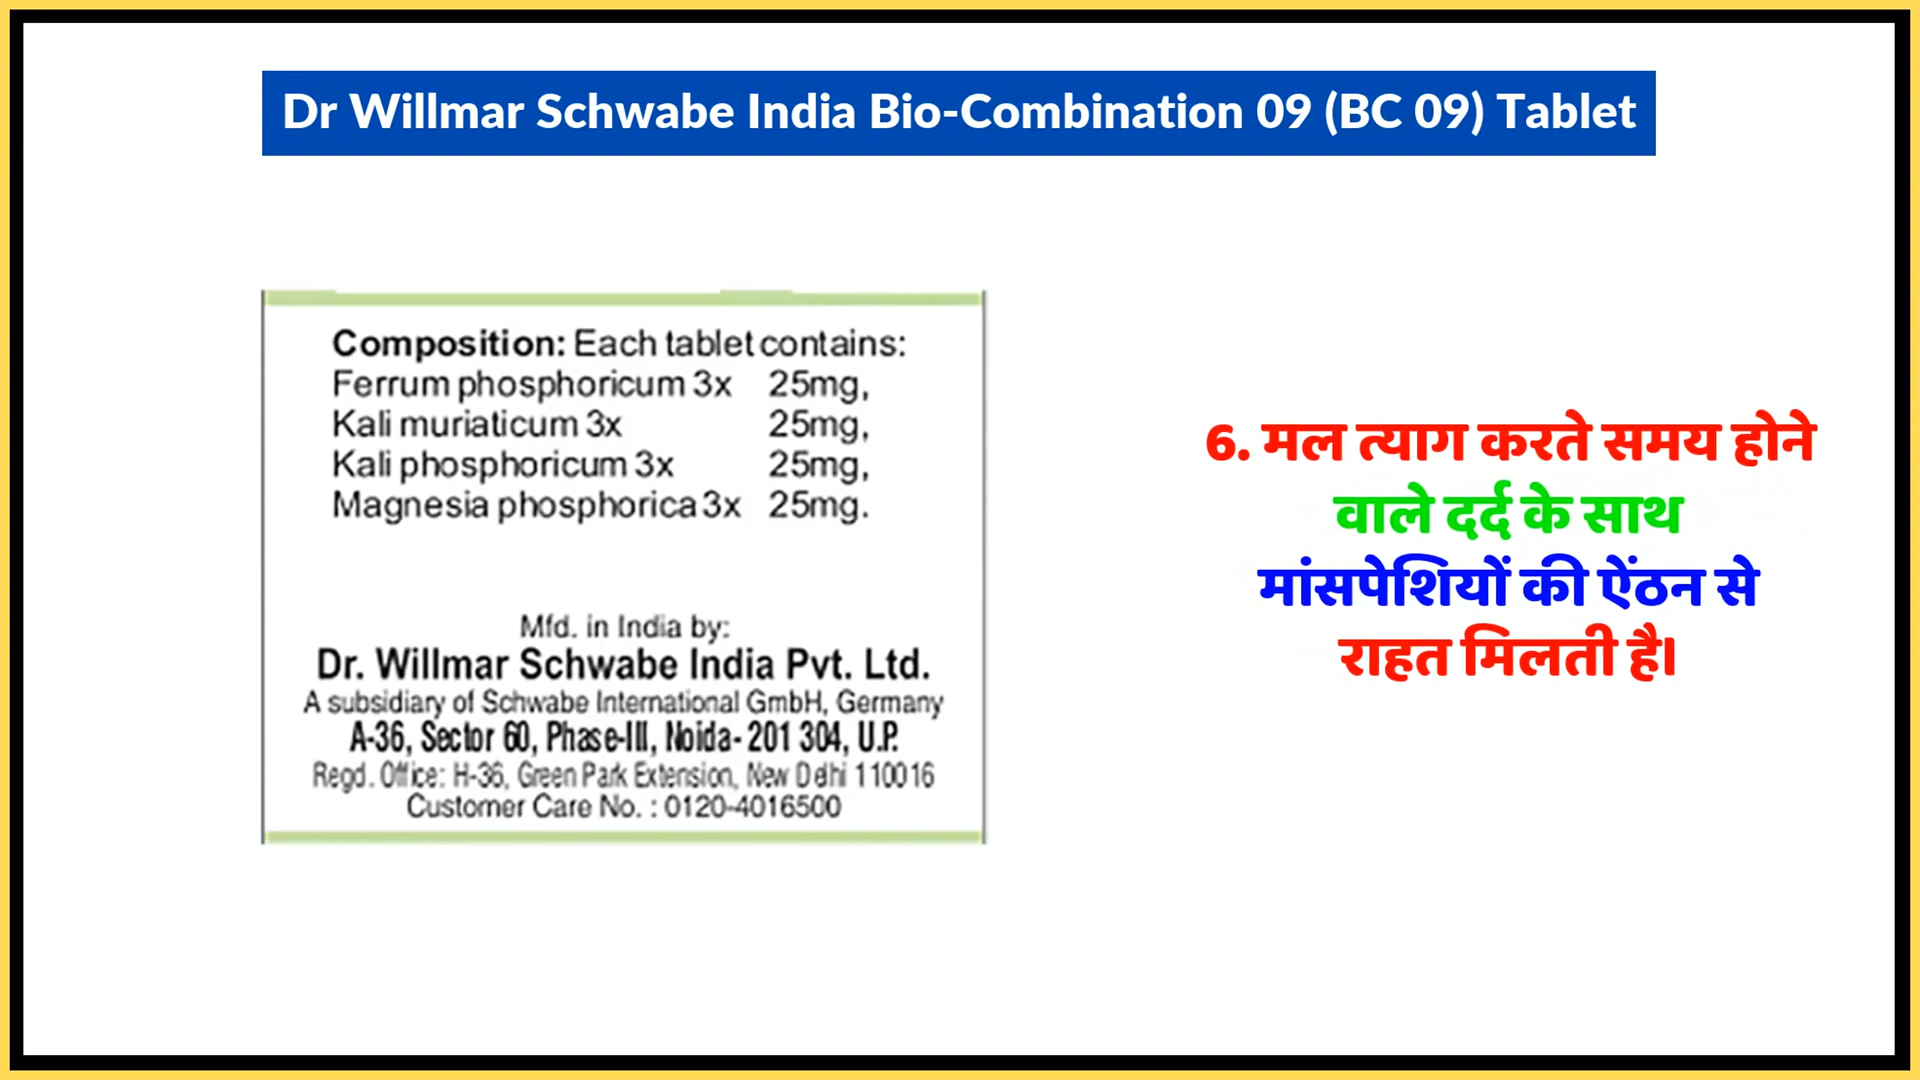 Dr Willmar Schwabe India Bio-Combination 09 (BC 09) Tablet
Composition: Each tablet contains:
Ferrum phosphoricum 3x 25mg,
Kali muriaticum 3x 25mg,
Kali phosphoricum 3x 25mg,
Magnesia phosphorica 3x 25mg.
Mfd. in India by:
Dr. Willmar Schwabe India Pvt. Ltd.
A subsidiary of Schwabe International GmbH, Germany
A-36, Sector 60, Phase-III, Noida- 201 304, U.P.
Regd. Office: H-36, Green Park Extension, New Delhi 110016
Customer Care No. : 0120-4016500
6. मल त्याग करते समय होने
वाले दर्द के साथ
मांसपेशियों की ऐंठन से
राहत मिलती है।